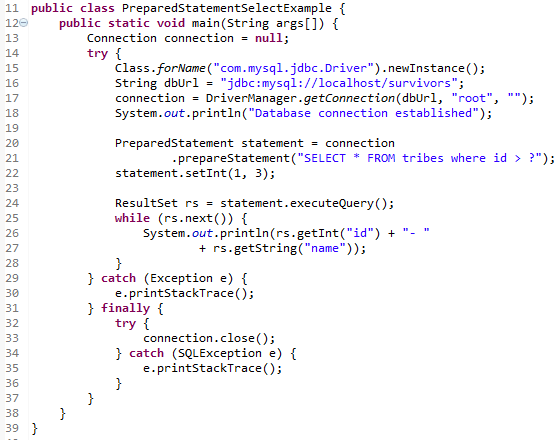 11 public class PreparedStatementSelectExample {
12     public static void main(String args[]) {
13         Connection connection = null;
14         try {
15             Class.forName("com.mysql.jdbc.Driver").newInstance();
16             String dbUrl = "jdbc:mysql://localhost/survivors";
17             connection = DriverManager.getConnection(dbUrl, "root", "");
18             System.out.println("Database connection established");
19
20             PreparedStatement statement = connection
21                     .prepareStatement("SELECT * FROM tribes where id > ?");
22             statement.setInt(1, 3);
23
24             ResultSet rs = statement.executeQuery();
25             while (rs.next()) {
26                 System.out.println(rs.getInt("id") + "- "
27                         + rs.getString("name"));
28             }
29         } catch (Exception e) {
30             e.printStackTrace();
31         } finally {
32             try {
33                 connection.close();
34             } catch (SQLException e) {
35                 e.printStackTrace();
36             }
37         }
38     }
39 }